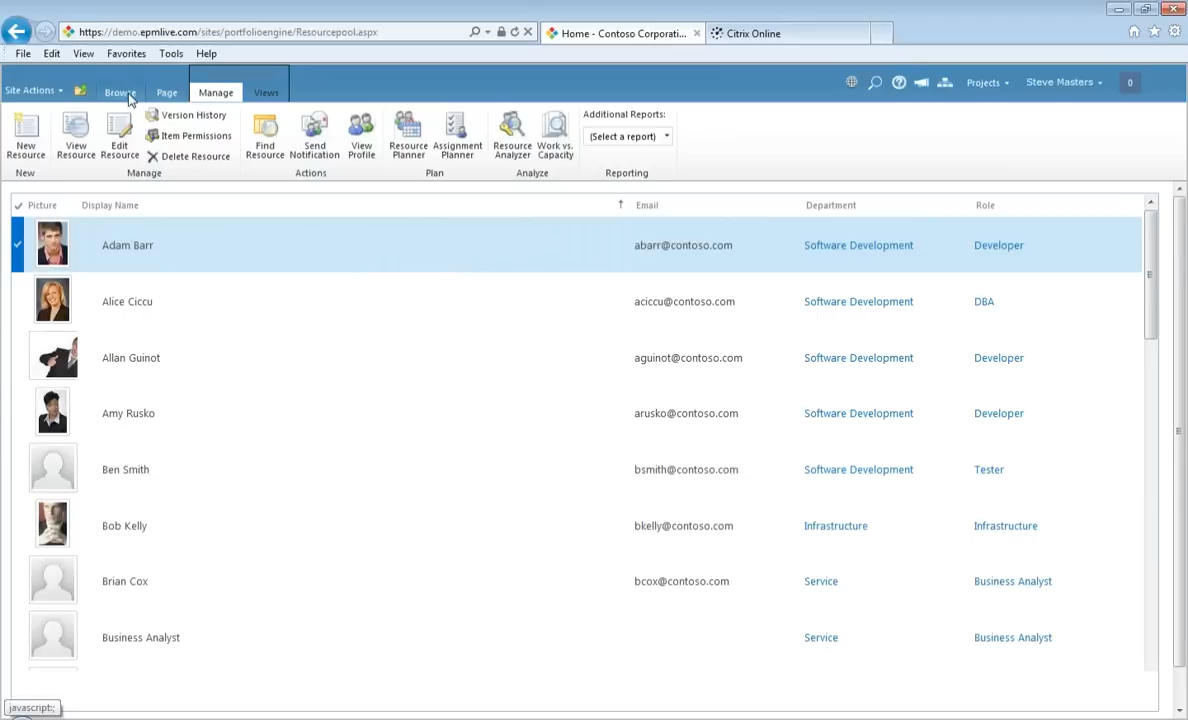 https://demo.epmlive.com/sites/portfolioengine/Resourcepool.aspx
Home - Contoso Corporati...
Citrix Online
File Edit View Favorites Tools Help
Site Actions Browse Page Manage Views
Projects Steve Masters 0
New Resource
View Resource
Edit Resource
Version History
Item Permissions
Delete Resource
Find Resource
Send Notification
View Profile
Resource Planner
Assignment Planner
Resource Analyzer
Work vs. Capacity
Additional Reports:
(Select a report)
New Manage Actions Plan Analyze Reporting
Picture Display Name Email Department Role
Adam Barr abarr@contoso.com Software Development Developer
Alice Ciccu aciccu@contoso.com Software Development DBA
Allan Guinot aguinot@contoso.com Software Development Developer
Amy Rusko arusko@contoso.com Software Development Developer
Ben Smith bsmith@contoso.com Software Development Tester
Bob Kelly bkelly@contoso.com Infrastructure Infrastructure
Brian Cox bcox@contoso.com Service Business Analyst
Business Analyst Service Business Analyst
javascript:;